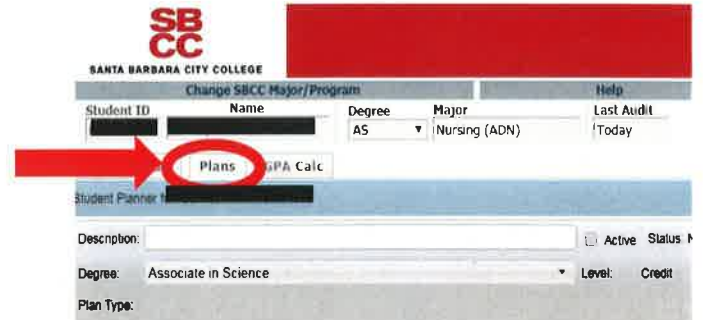 SB
CC
SANTA BARBARA CITY COLLEGE
Change SBCC Major/Program Help
Student ID Name Degree Major Last Audit
AS Nursing (ADN) Today
Plans GPA Calc
Student Planner
Description: Active Status
Degree: Associate in Science Level: Credit
Plan Type: